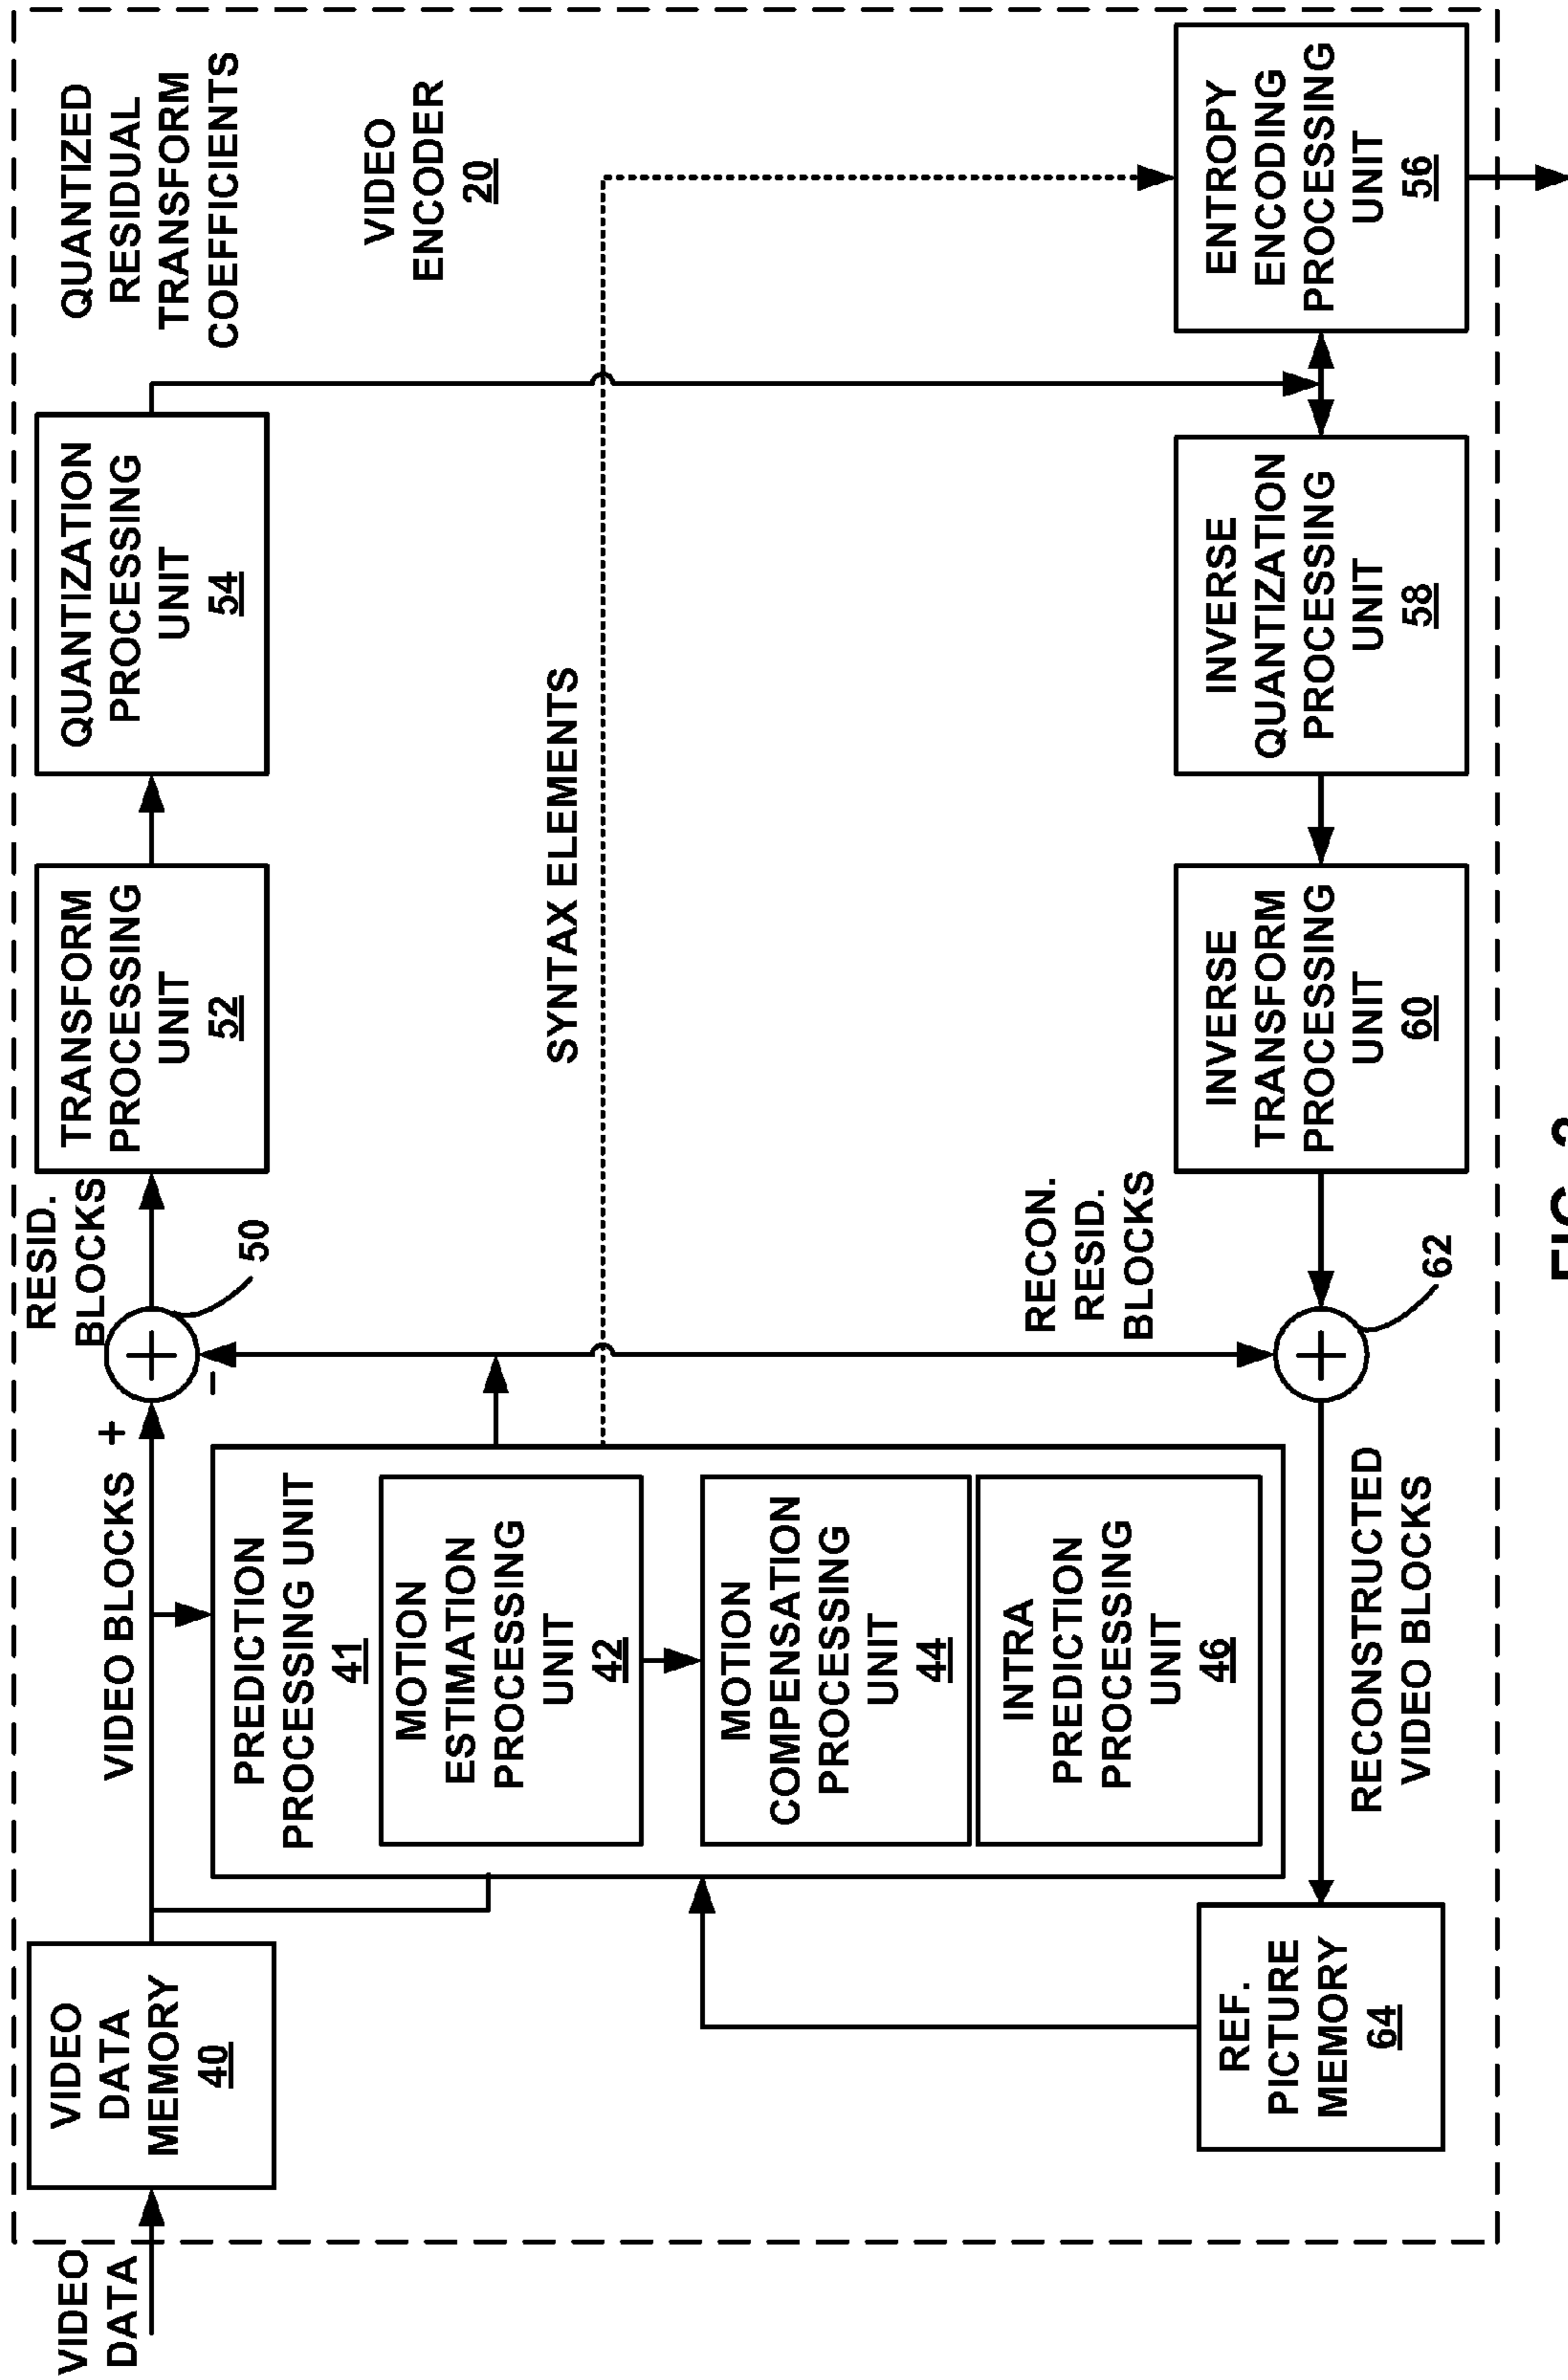 VIDEO
DATA
VIDEO
DATA
MEMORY
40
VIDEO BLOCKS
+
-
RESID.
BLOCKS
50
TRANSFORM
PROCESSING
UNIT
52
QUANTIZATION
PROCESSING
UNIT
54
QUANTIZED
RESIDUAL
TRANSFORM
COEFFICIENTS
VIDEO
ENCODER
20
PREDICTION
PROCESSING UNIT
41
MOTION
ESTIMATION
PROCESSING
UNIT
42
MOTION
COMPENSATION
PROCESSING
UNIT
44
INTRA
PREDICTION
PROCESSING
UNIT
46
SYNTAX ELEMENTS
RECON.
RESID.
BLOCKS
REF.
PICTURE
MEMORY
64
RECONSTRUCTED
VIDEO BLOCKS
62
INVERSE
TRANSFORM
PROCESSING
UNIT
60
INVERSE
QUANTIZATION
PROCESSING
UNIT
58
ENTROPY
ENCODING
PROCESSING
UNIT
56